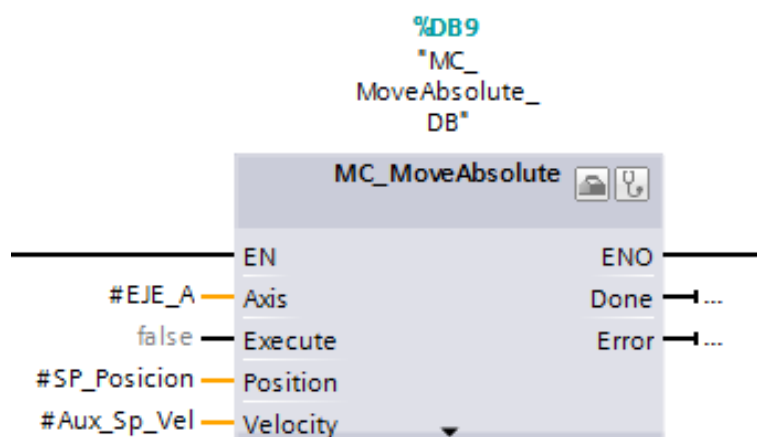 %DB9
"MC_
MoveAbsolute_
DB"
MC_MoveAbsolute
EN ENO
#EJE_A Axis Done ...
false Execute Error ...
#SP_Posicion Position
#Aux_Sp_Vel Velocity